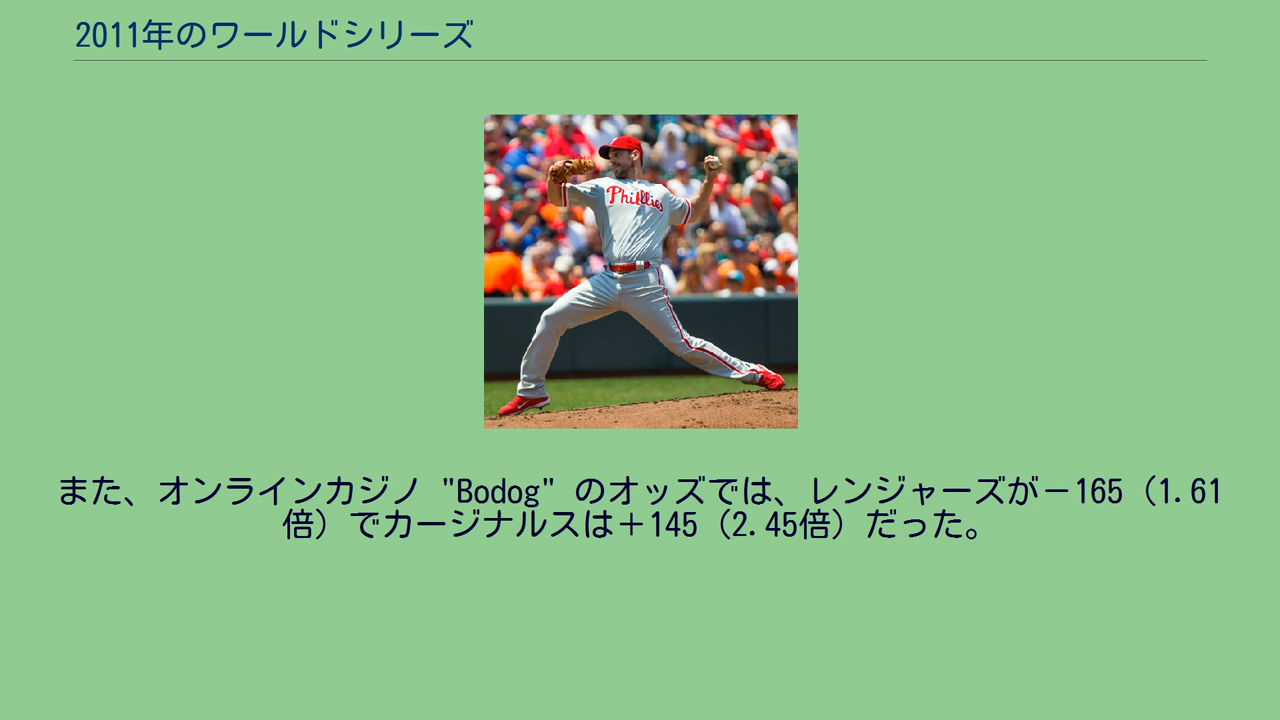 2011年のワールドシリーズ
Phillies
また、オンラインカジノ "Bodog" のオッズでは、レンジャーズが－165（1.61
倍）でカージナルスは＋145（2.45倍）だった。